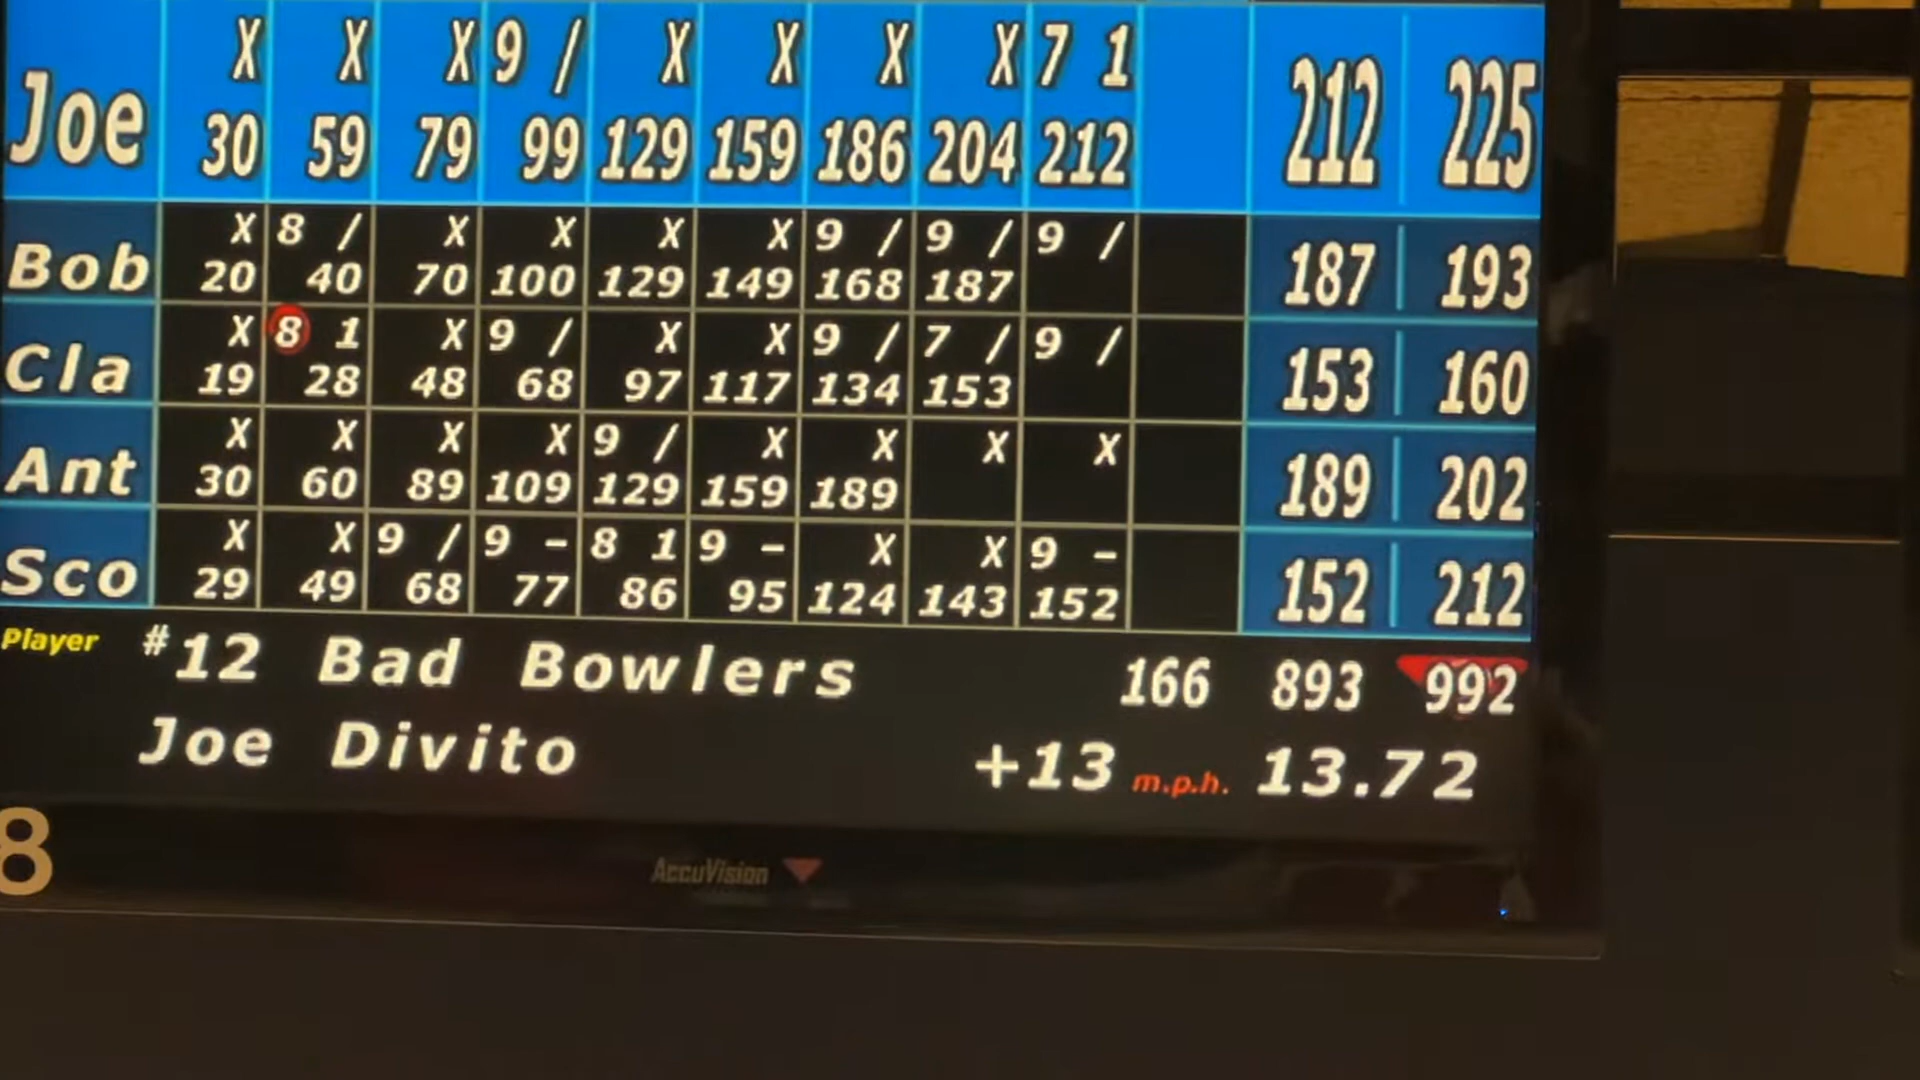 Joe X X X 9 / X X X X 7 1 212 225
30 59 79 99 129 159 186 204 212
Bob X 8 / X X X X 9 / 9 / 9 / 187 193
20 40 70 100 129 149 168 187
Cla X 8 1 X 9 / X X 9 / 7 / 9 / 153 160
19 28 48 68 97 117 134 153
Ant X X X X 9 / X X X X 189 202
30 60 89 109 129 159 189
Sco X X 9 / 9 - 8 1 9 - X X 9 - 152 212
29 49 68 77 86 95 124 143 152
Player #12 Bad Bowlers 166 893 992
Joe Divito +13 m.p.h. 13.72
8
AccuVision